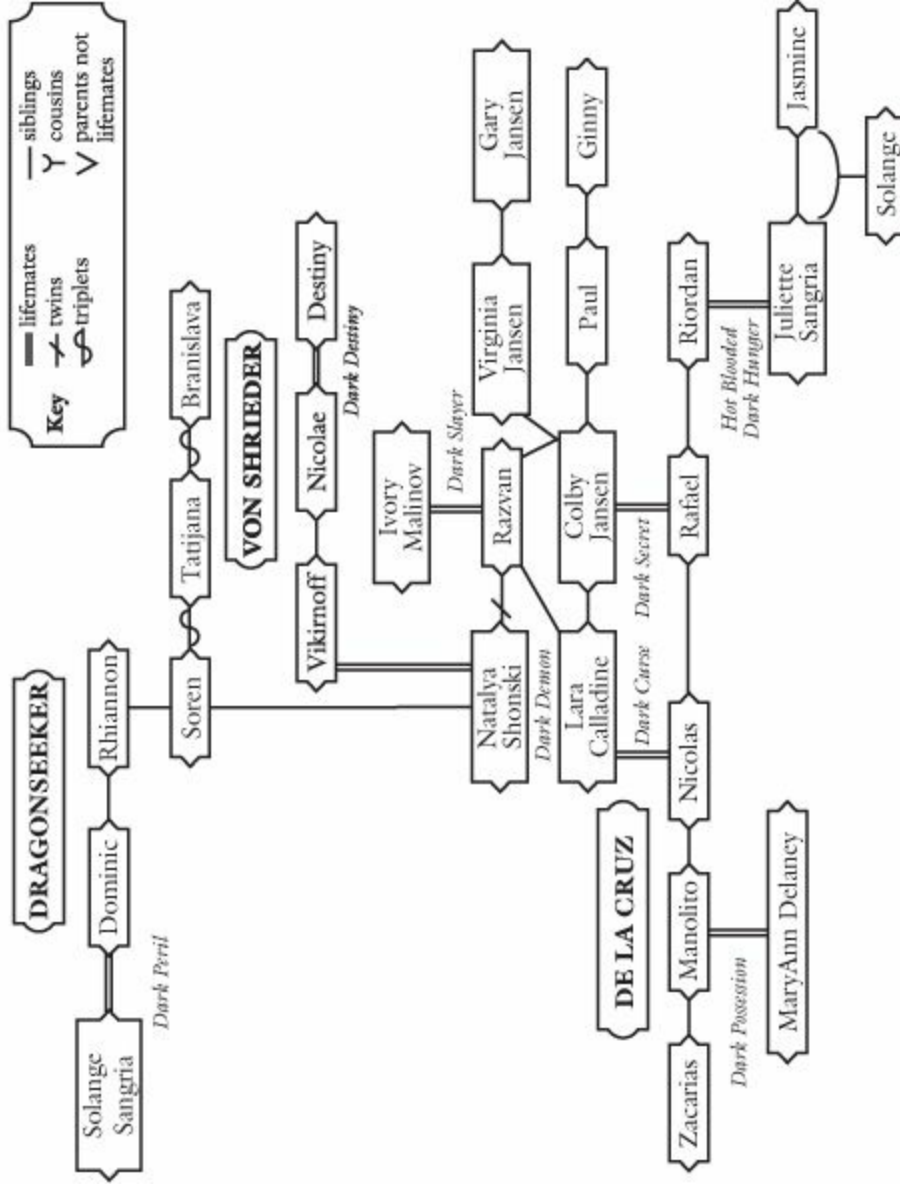 Key
lifemates
twins
triplets
siblings
cousins
parents not
lifemates
DRAGONSEEKER
Solange
Sangria
Dark Peril
Dominic
Rhiannon
Soren
Tatijana
Branislava
VON SHRIEDER
Vikirnoff
Nicolae
Destiny
Dark Destiny
Ivory
Malinov
Dark Slayer
Natalya
Shonski
Dark Demon
Razvan
Virginia
Jansen
Gary
Jansen
Lara
Calladine
Dark Curse
Colby
Jansen
Dark Secret
Paul
Ginny
DE LA CRUZ
Zacarias
Manolito
Nicolas
Rafael
Riordan
Dark Possession
MaryAnn Delaney
Hot Blooded
Dark Hunger
Juliette
Sangria
Jasmine
Solange